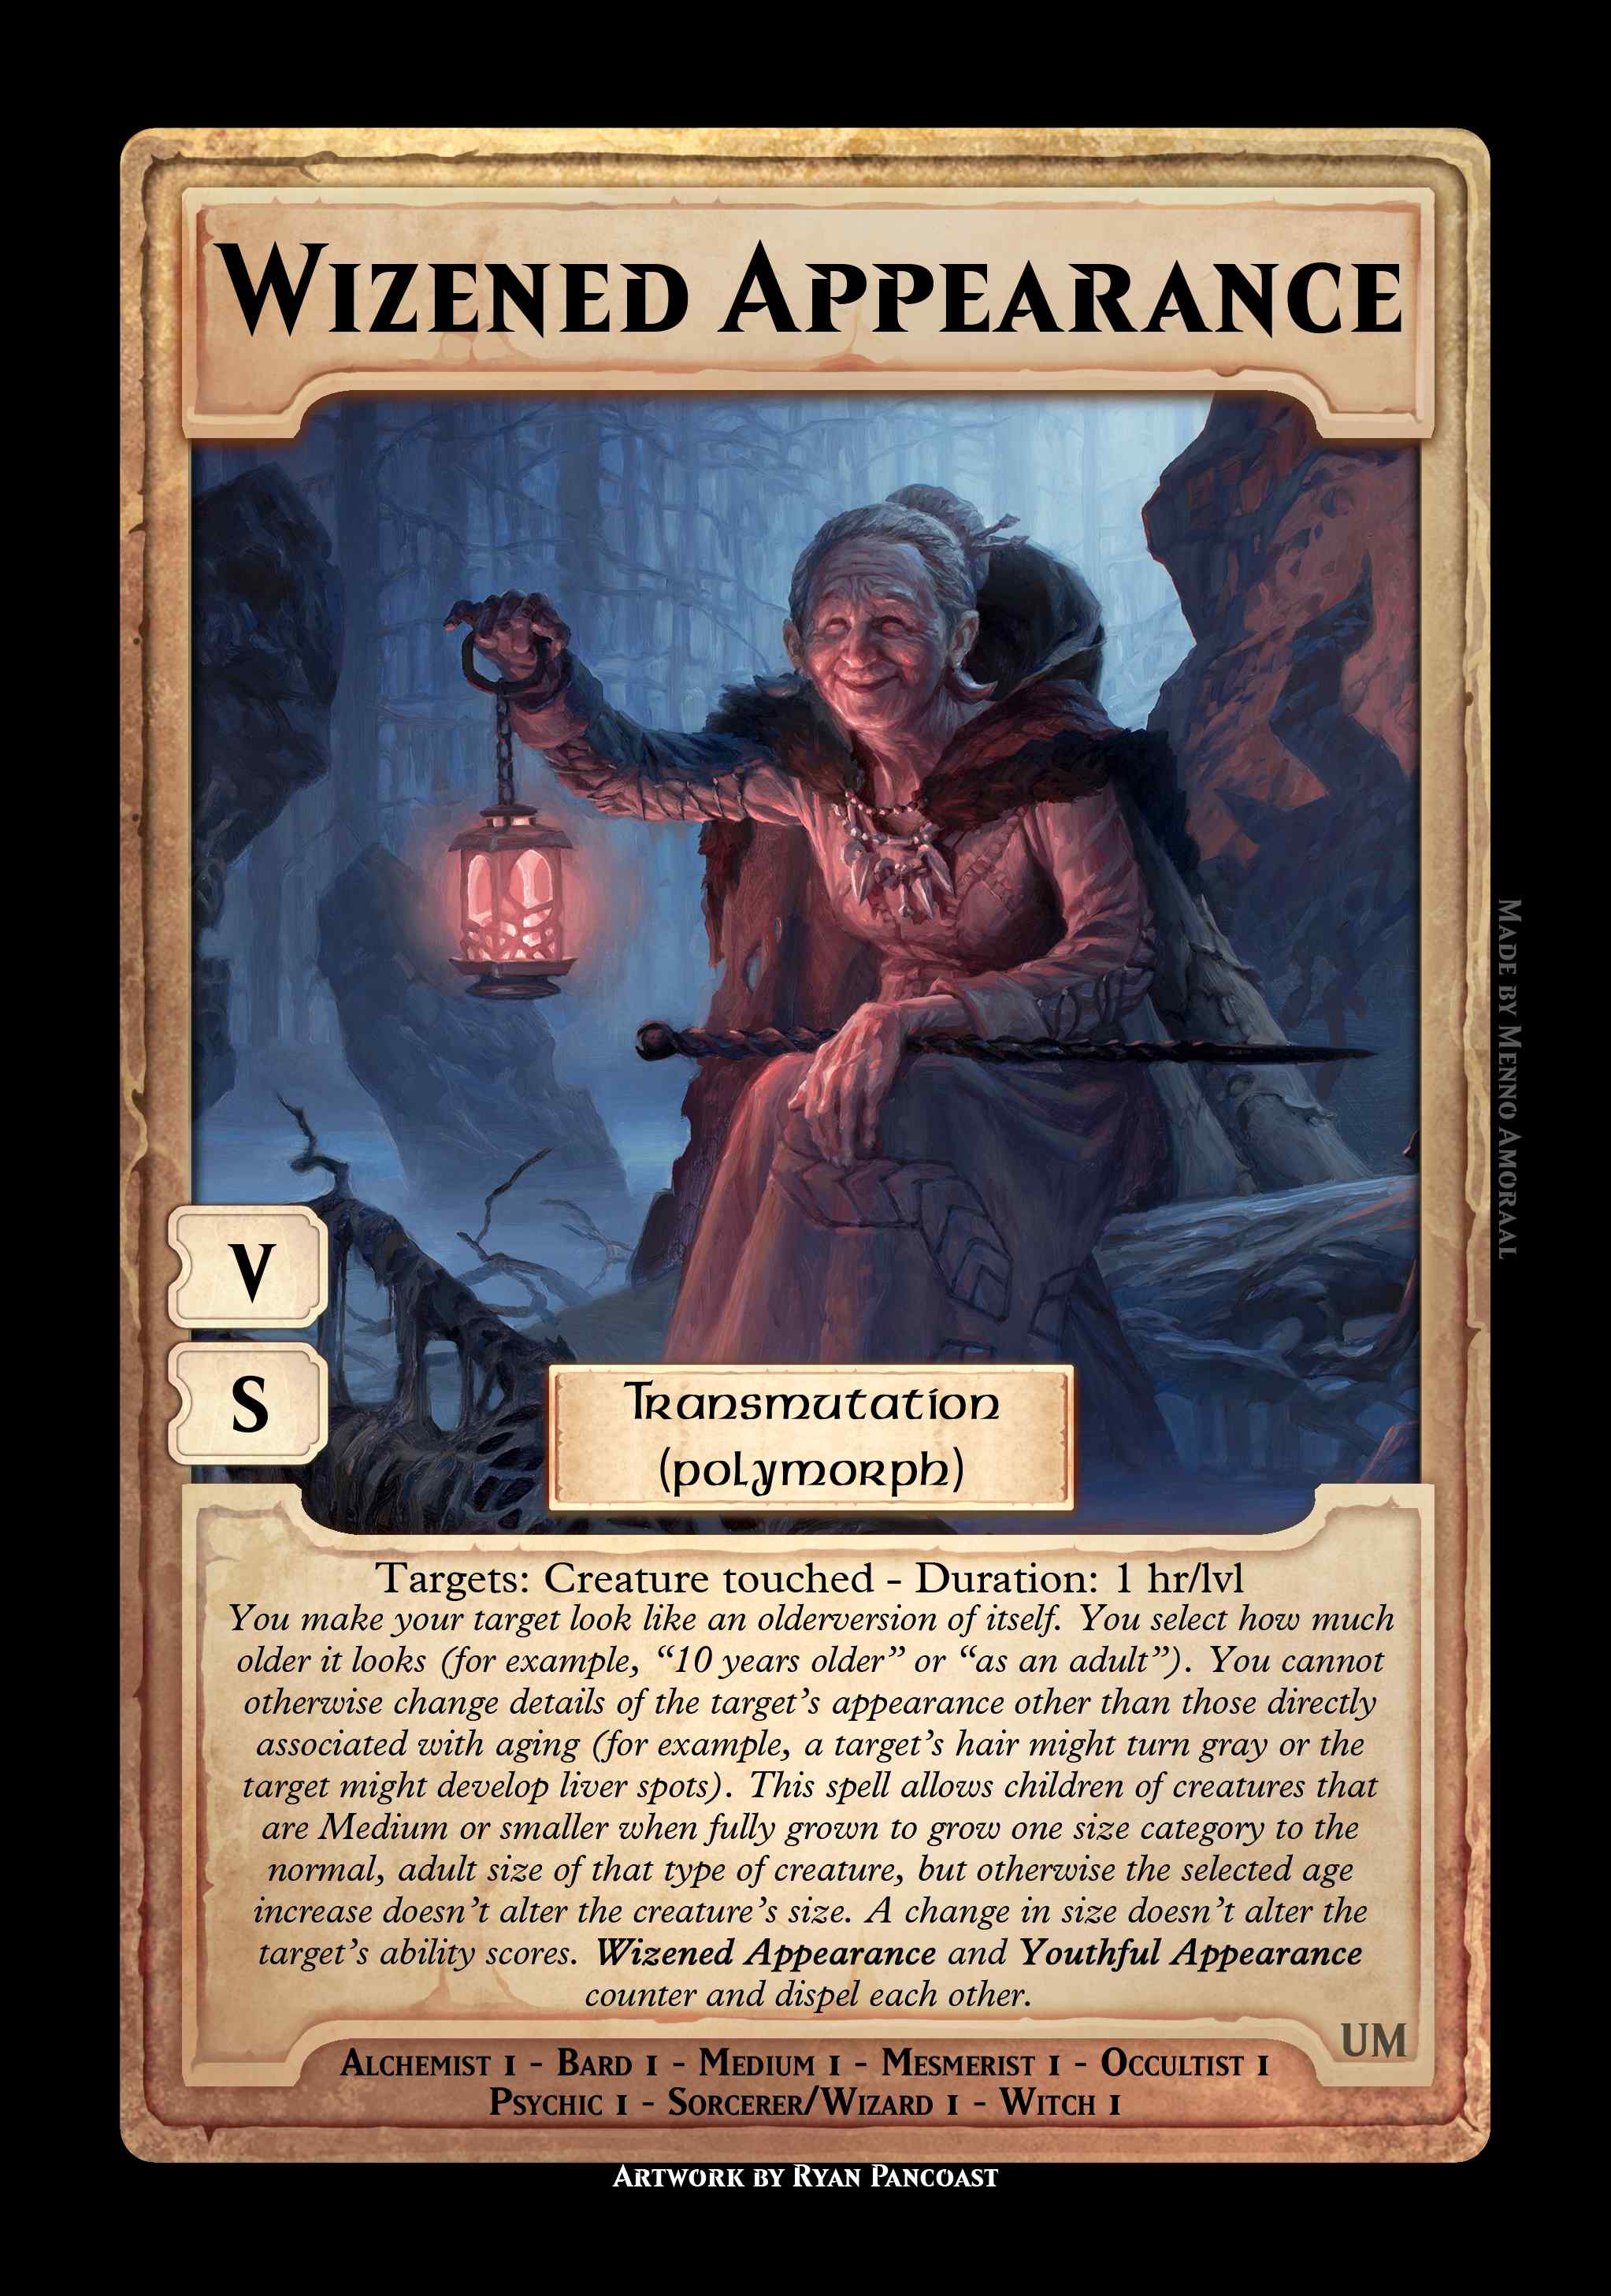 Wizened Appearance
V
S
Transmutation
(polymorph)
Targets: Creature touched - Duration: 1 hr/lvl
You make your target look like an olderversion of itself. You select how much
older it looks (for example, “10 years older” or “as an adult”). You cannot
otherwise change details of the target’s appearance other than those directly
associated with aging (for example, a target’s hair might turn gray or the
target might develop liver spots). This spell allows children of creatures that
are Medium or smaller when fully grown to grow one size category to the
normal, adult size of that type of creature, but otherwise the selected age
increase doesn’t alter the creature’s size. A change in size doesn’t alter the
target’s ability scores. Wizened Appearance and Youthful Appearance
counter and dispel each other.
UM
Alchemist 1 - Bard 1 - Medium 1 - Mesmerist 1 - Occultist 1
Psychic 1 - Sorcerer/Wizard 1 - Witch 1
Artwork by Ryan Pancoast
Made by Menno Amoraal